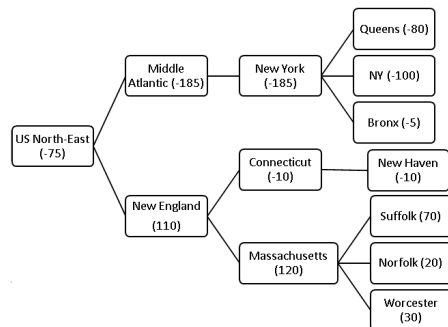 Queens (-80)
Middle
Atlantic (-185)
New York
(-185)
NY (-100)
Bronx (-5)
US North-East
(-75)
Connecticut
(-10)
New Haven
(-10)
New England
(110)
Suffolk (70)
Massachusetts
(120)
Norfolk (20)
Worcester
(30)